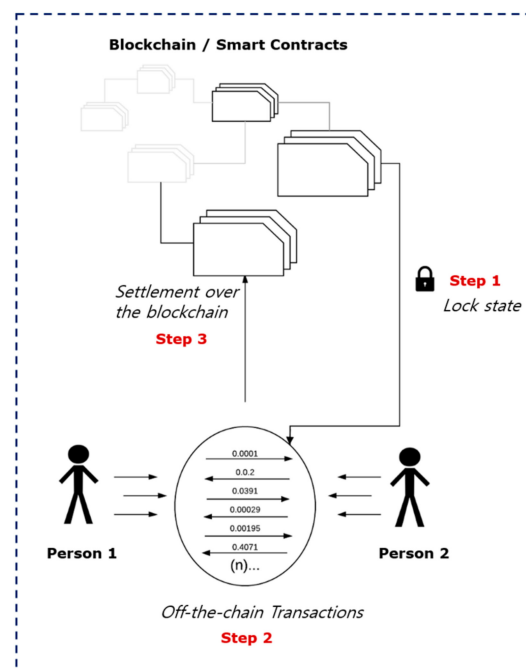 Blockchain / Smart Contracts
Step 1
Lock state
Settlement over
the blockchain
Step 3
0.0001
0.0.2
0.0391
0.00029
0.00195
0.4071
(n)...
Person 1
Person 2
Off-the-chain Transactions
Step 2